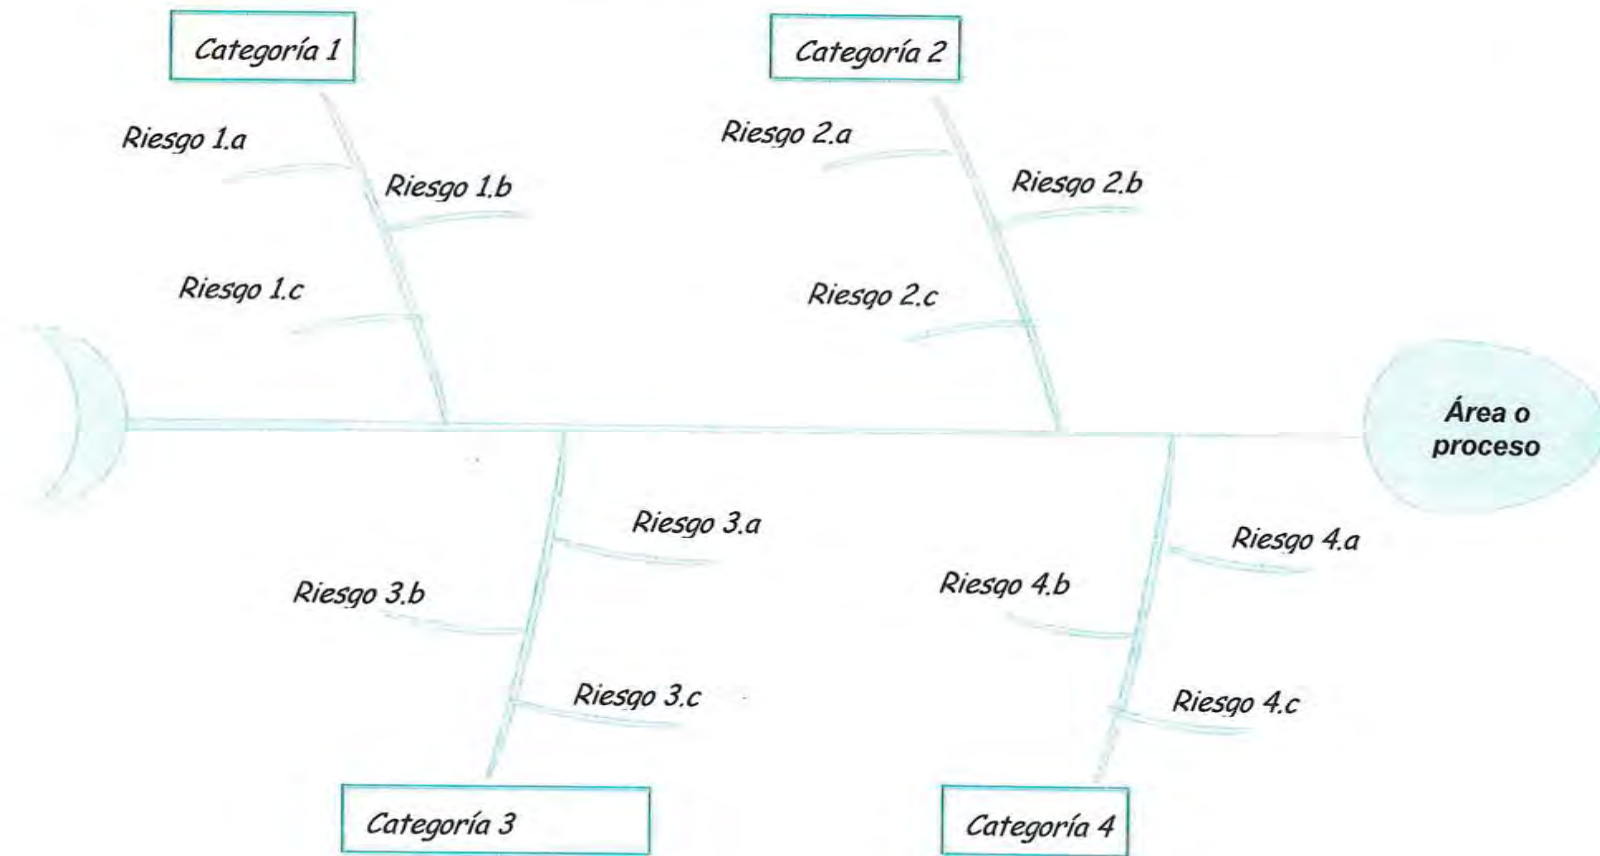 Categoría 1
Categoría 2
Riesgo 1.a
Riesgo 1.b
Riesgo 1.c
Riesgo 2.a
Riesgo 2.b
Riesgo 2.c
Área o
proceso
Riesgo 3.a
Riesgo 3.b
Riesgo 3.c
Riesgo 4.a
Riesgo 4.b
Riesgo 4.c
Categoría 3
Categoría 4